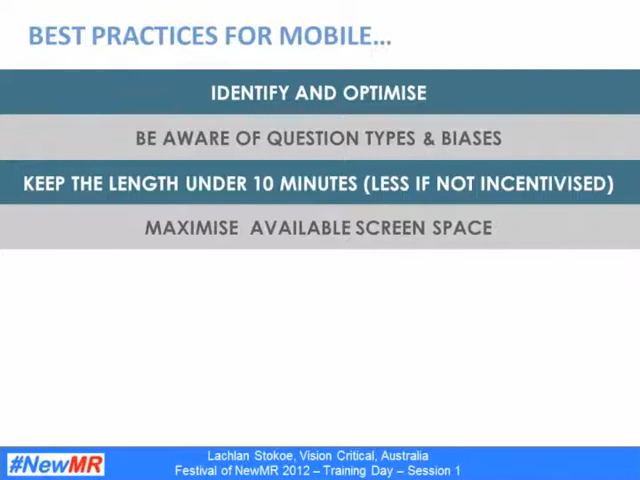 BEST PRACTICES FOR MOBILE...
IDENTIFY AND OPTIMISE
BE AWARE OF QUESTION TYPES & BIASES
KEEP THE LENGTH UNDER 10 MINUTES (LESS IF NOT INCENTIVISED)
MAXIMISE AVAILABLE SCREEN SPACE
#NewMR
Lachlan Stokoe, Vision Critical, Australia
Festival of NewMR 2012 – Training Day – Session 1